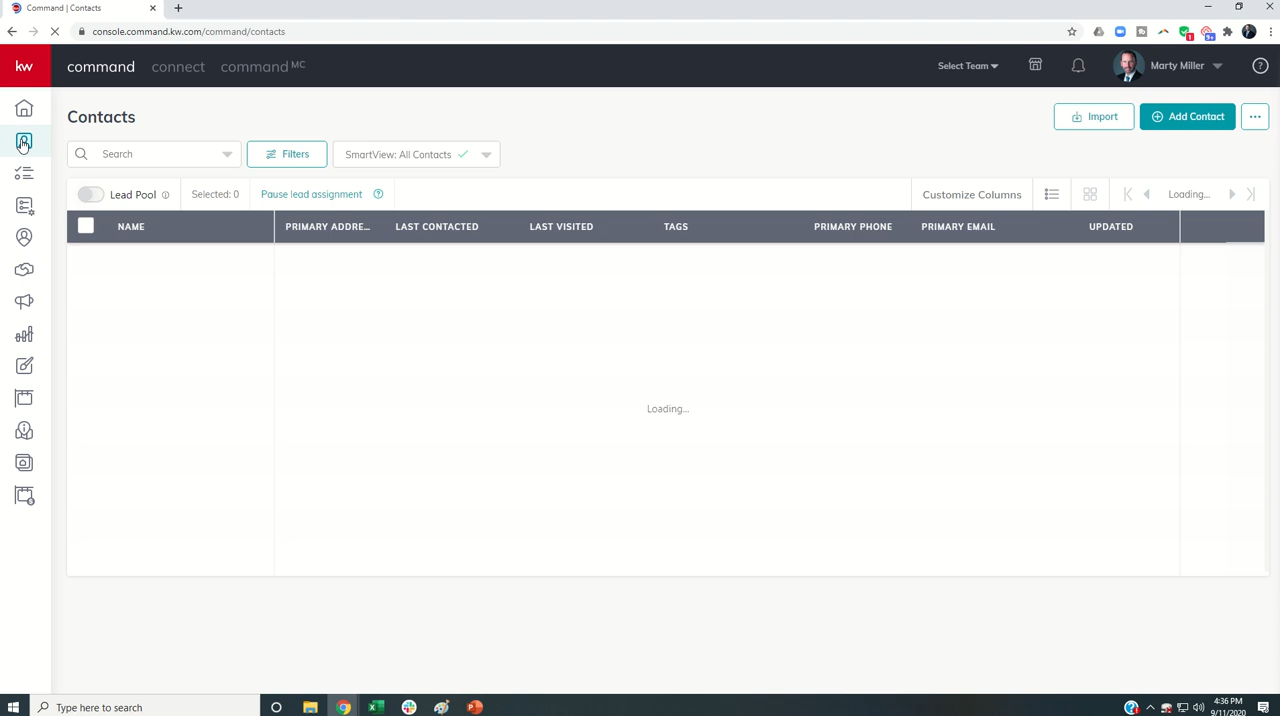 Command | Contacts
console.command.kw.com/command/contacts
1
9+
kw command connect command MC
Select Team
Marty Miller
Contacts
Import
Add Contact
Search
Filters
SmartView: All Contacts
Lead Pool
Selected: 0
Pause lead assignment
Customize Columns
Loading...
NAME
PRIMARY ADDRE...
LAST CONTACTED
LAST VISITED
TAGS
PRIMARY PHONE
PRIMARY EMAIL
UPDATED
Loading...
Type here to search
4:36 PM
9/11/2020